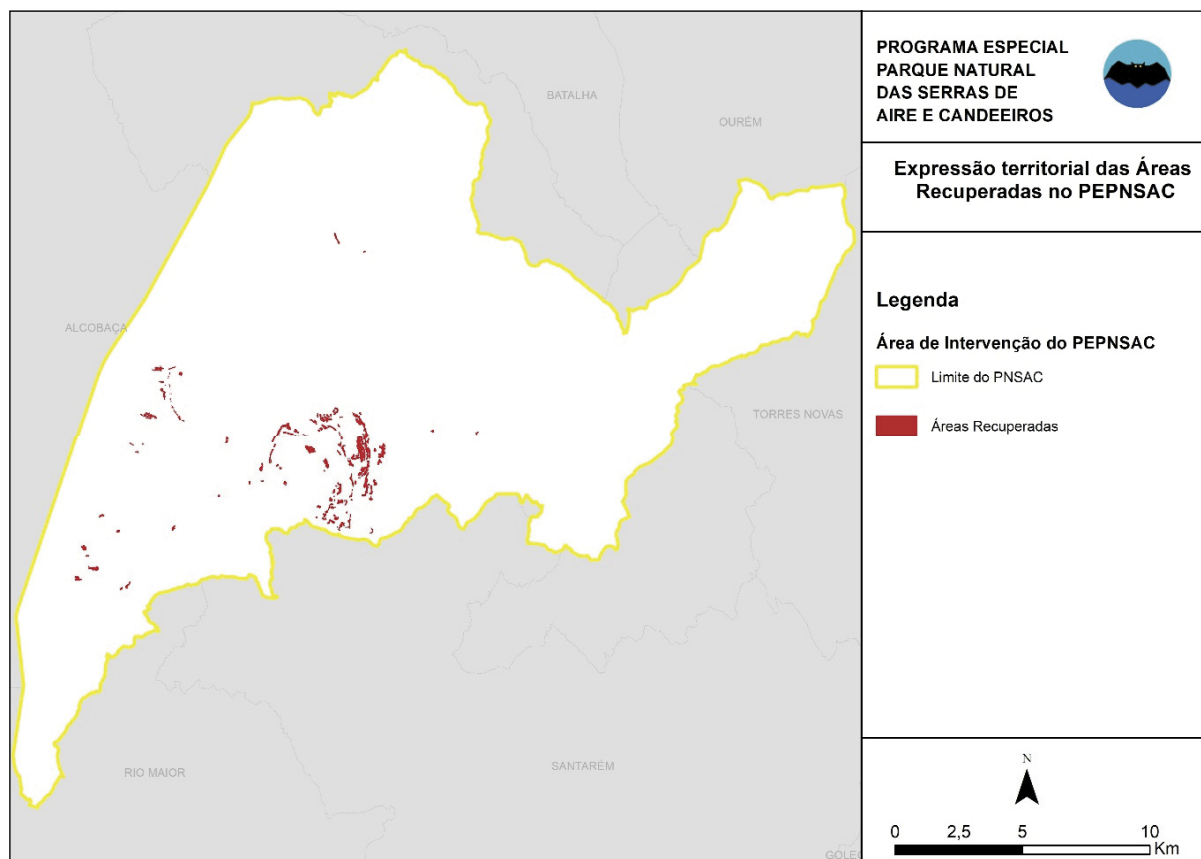 PROGRAMA ESPECIAL
PARQUE NATURAL
DAS SERRAS DE
AIRE E CANDEEIROS
Expressão territorial das Áreas
Recuperadas no PEPNSAC
Legenda
Área de Intervenção do PEPNSAC
Limite do PNSAC
Áreas Recuperadas
BATALHA
OURÉM
ALCOBAÇA
TORRES NOVAS
RIO MAIOR
SANTARÉM
GOLEG
N
0 2,5 5 10
Km